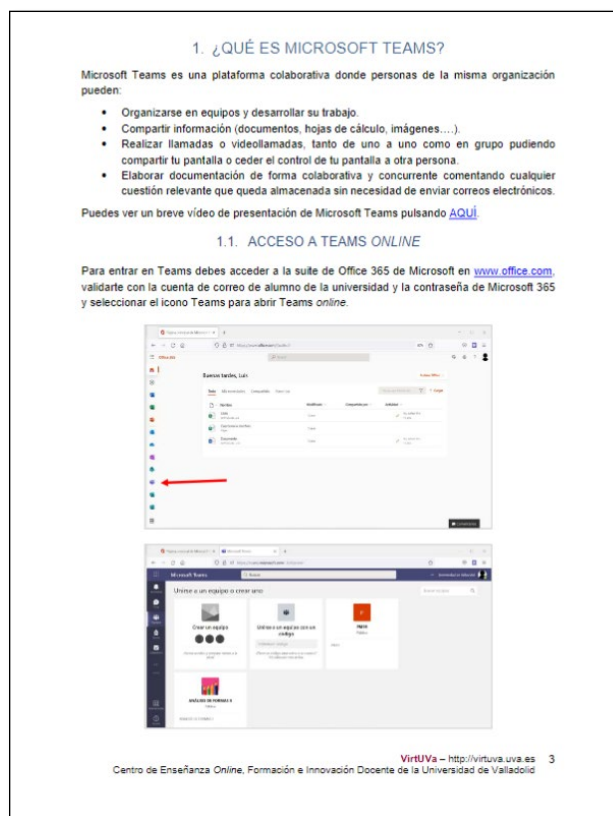 1. ¿QUÉ ES MICROSOFT TEAMS?
Microsoft Teams es una plataforma colaborativa donde personas de la misma organización
pueden:
• Organizarse en equipos y desarrollar su trabajo.
• Compartir información (documentos, hojas de cálculo, imágenes….).
• Realizar llamadas o videollamadas, tanto de uno a uno como en grupo pudiendo
compartir tu pantalla o ceder el control de tu pantalla a otra persona.
• Elaborar documentación de forma colaborativa y concurrente comentando cualquier
cuestión relevante que queda almacenada sin necesidad de enviar correos electrónicos.
Puedes ver un breve vídeo de presentación de Microsoft Teams pulsando AQUÍ.
1.1. ACCESO A TEAMS ONLINE
Para entrar en Teams debes acceder a la suite de Office 365 de Microsoft en www.office.com,
validarte con la cuenta de correo de alumno de la universidad y la contraseña de Microsoft 365
y seleccionar el icono Teams para abrir Teams online.
Office 365
Buenas tardes, Luis
Microsoft Teams
Unirse a un equipo o crear uno
Crear un equipo
Unirse a un equipo con un
código
ANÁLISIS DE FORMAS II
VirtUVa – http://virtuva.uva.es 3
Centro de Enseñanza Online, Formación e Innovación Docente de la Universidad de Valladolid